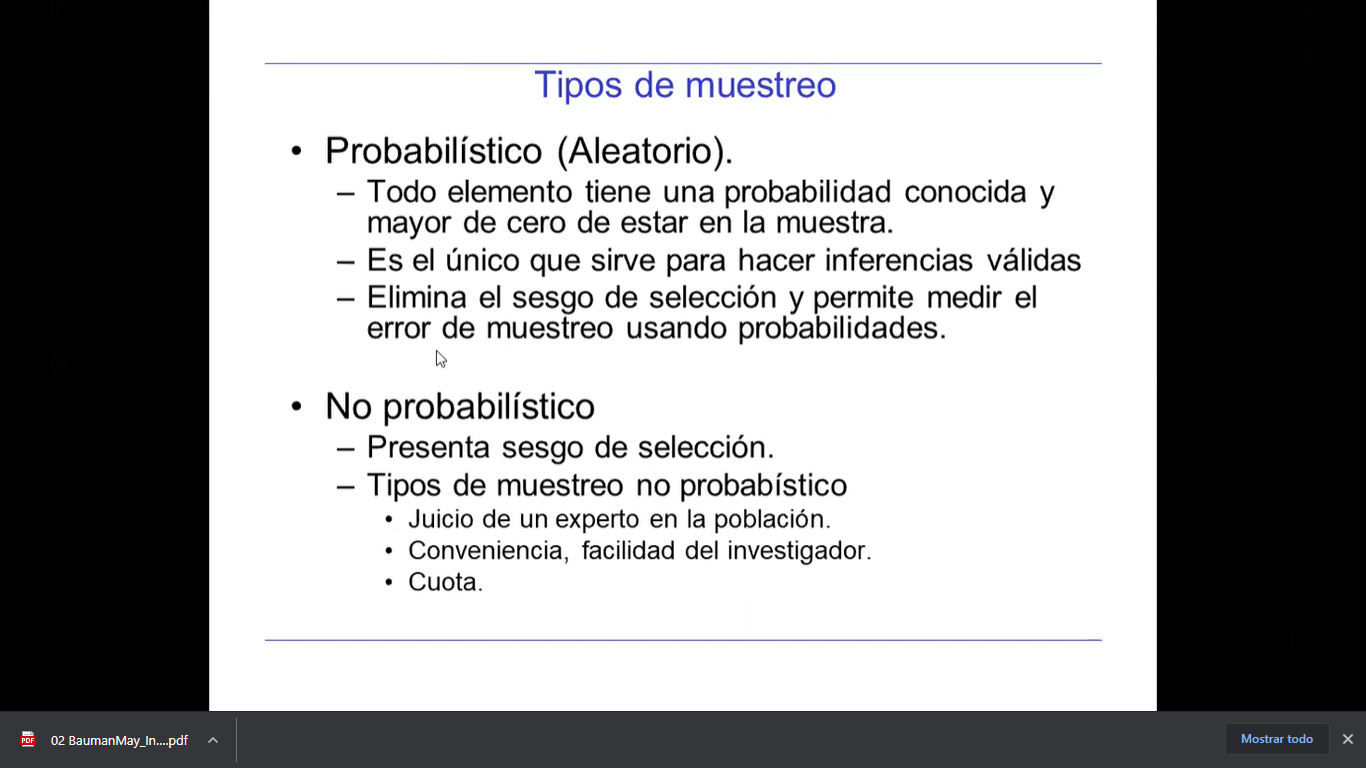 Tipos de muestreo
• Probabilístico (Aleatorio).
– Todo elemento tiene una probabilidad conocida y
mayor de cero de estar en la muestra.
– Es el único que sirve para hacer inferencias válidas
– Elimina el sesgo de selección y permite medir el
error de muestreo usando probabilidades.
• No probabilístico
– Presenta sesgo de selección.
– Tipos de muestreo no probabístico
• Juicio de un experto en la población.
• Conveniencia, facilidad del investigador.
• Cuota.
PDF 02 BaumanMay_In....pdf Mostrar todo